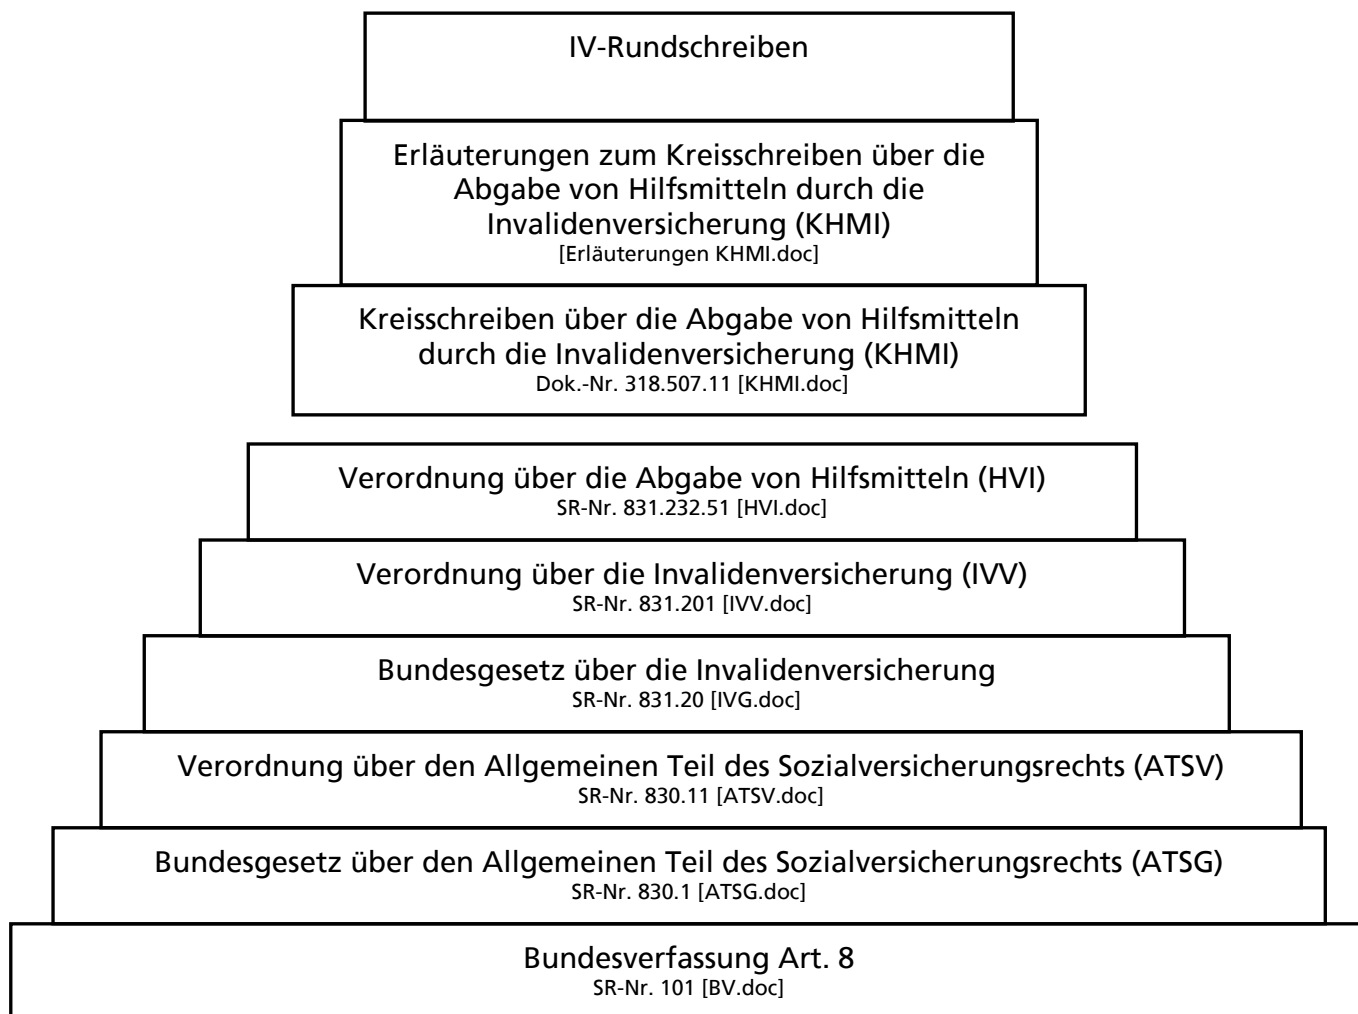 IV-Rundschreiben
Erläuterungen zum Kreisschreiben über die
Abgabe von Hilfsmitteln durch die
Invalidenversicherung (KHMI)
[Erläuterungen KHMI.doc]
Kreisschreiben über die Abgabe von Hilfsmitteln
durch die Invalidenversicherung (KHMI)
Dok.-Nr. 318.507.11 [KHMI.doc]
Verordnung über die Abgabe von Hilfsmitteln (HVI)
SR-Nr. 831.232.51 [HVI.doc]
Verordnung über die Invalidenversicherung (IVV)
SR-Nr. 831.201 [IVV.doc]
Bundesgesetz über die Invalidenversicherung
SR-Nr. 831.20 [IVG.doc]
Verordnung über den Allgemeinen Teil des Sozialversicherungsrechts (ATSV)
SR-Nr. 830.11 [ATSV.doc]
Bundesgesetz über den Allgemeinen Teil des Sozialversicherungsrechts (ATSG)
SR-Nr. 830.1 [ATSG.doc]
Bundesverfassung Art. 8
SR-Nr. 101 [BV.doc]